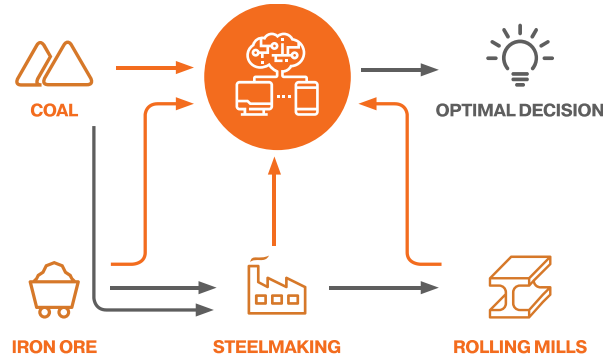 COAL
OPTIMAL DECISION
IRON ORE
STEELMAKING
ROLLING MILLS